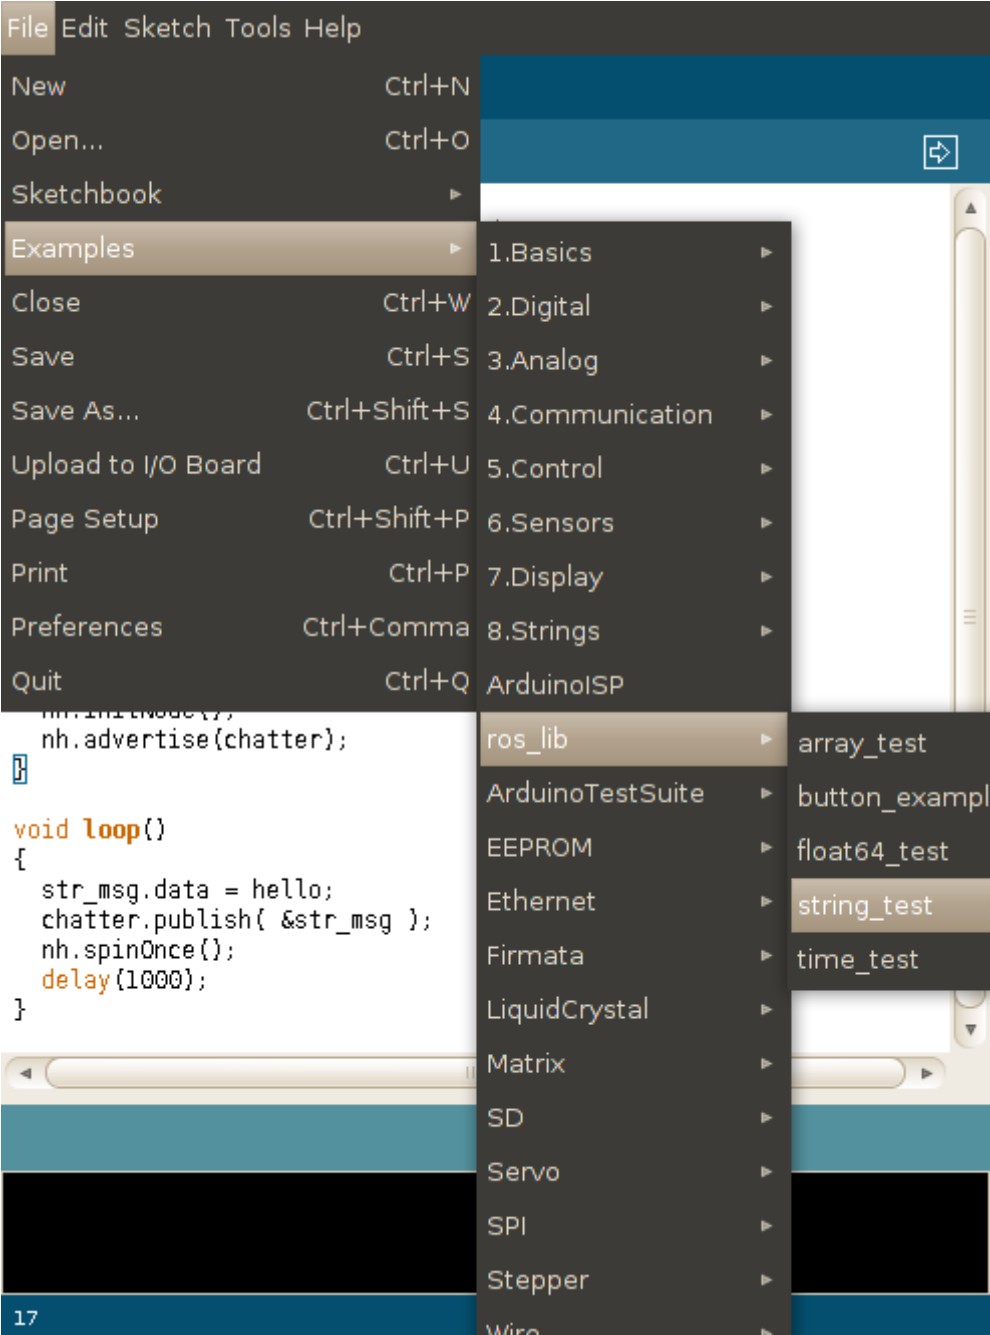 File Edit Sketch Tools Help
New Ctrl+N
Open... Ctrl+O
Sketchbook
Examples
Close Ctrl+W
Save Ctrl+S
Save As... Ctrl+Shift+S
Upload to I/O Board Ctrl+U
Page Setup Ctrl+Shift+P
Print Ctrl+P
Preferences Ctrl+Comma
Quit Ctrl+Q
1.Basics
2.Digital
3.Analog
4.Communication
5.Control
6.Sensors
7.Display
8.Strings
ArduinoISP
ros_lib
ArduinoTestSuite
EEPROM
Ethernet
Firmata
LiquidCrystal
Matrix
SD
Servo
SPI
Stepper
Wire
array_test
button_exampl
float64_test
string_test
time_test
nh.initNode();
nh.advertise(chatter);
}
void loop()
{
str_msg.data = hello;
chatter.publish( &str_msg );
nh.spinOnce();
delay(1000);
}
17